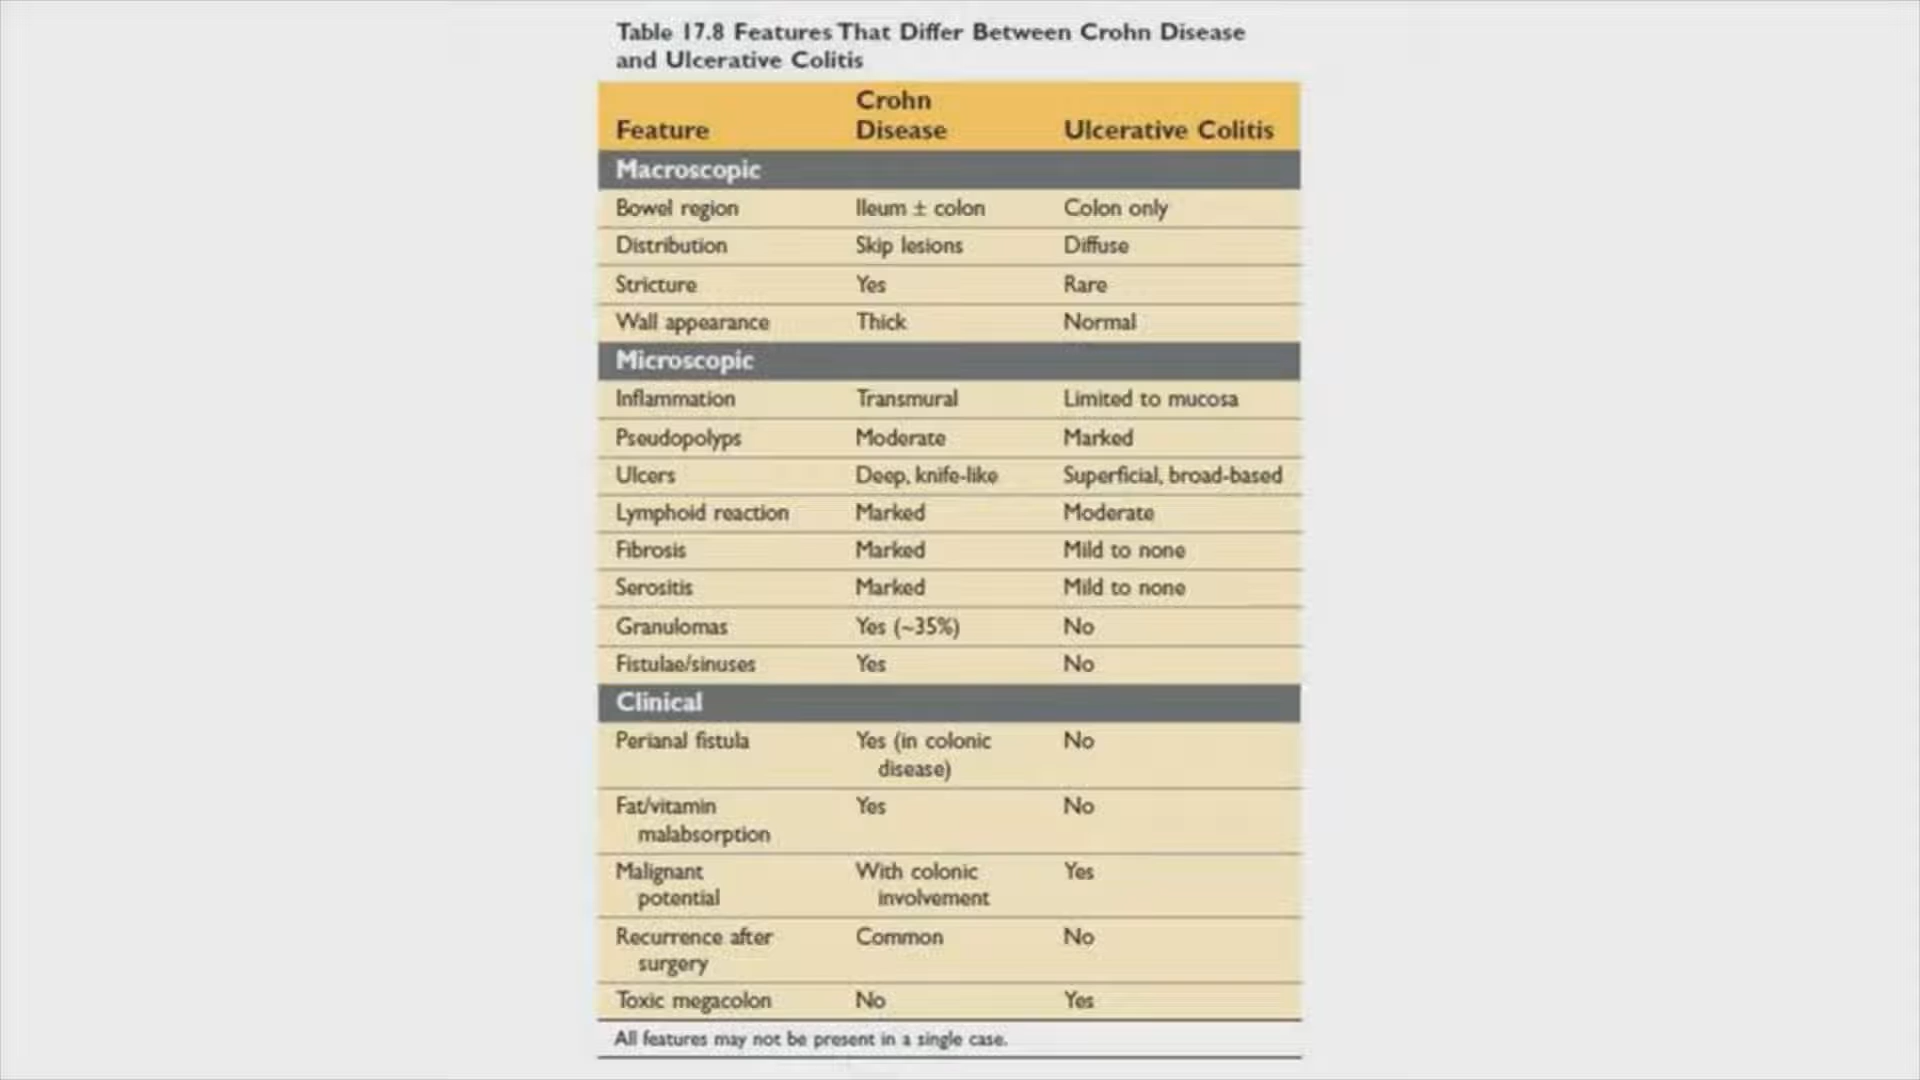 Table 17.8 Features That Differ Between Crohn Disease
and Ulcerative Colitis
Feature Crohn Disease Ulcerative Colitis
Macroscopic
Bowel region Ileum ± colon Colon only
Distribution Skip lesions Diffuse
Stricture Yes Rare
Wall appearance Thick Normal
Microscopic
Inflammation Transmural Limited to mucosa
Pseudopolyps Moderate Marked
Ulcers Deep, knife-like Superficial, broad-based
Lymphoid reaction Marked Moderate
Fibrosis Marked Mild to none
Serositis Marked Mild to none
Granulomas Yes (~35%) No
Fistulae/sinuses Yes No
Clinical
Perianal fistula Yes (in colonic No
disease)
Fat/vitamin Yes No
malabsorption
Malignant With colonic Yes
potential involvement
Recurrence after Common No
surgery
Toxic megacolon No Yes
All features may not be present in a single case.